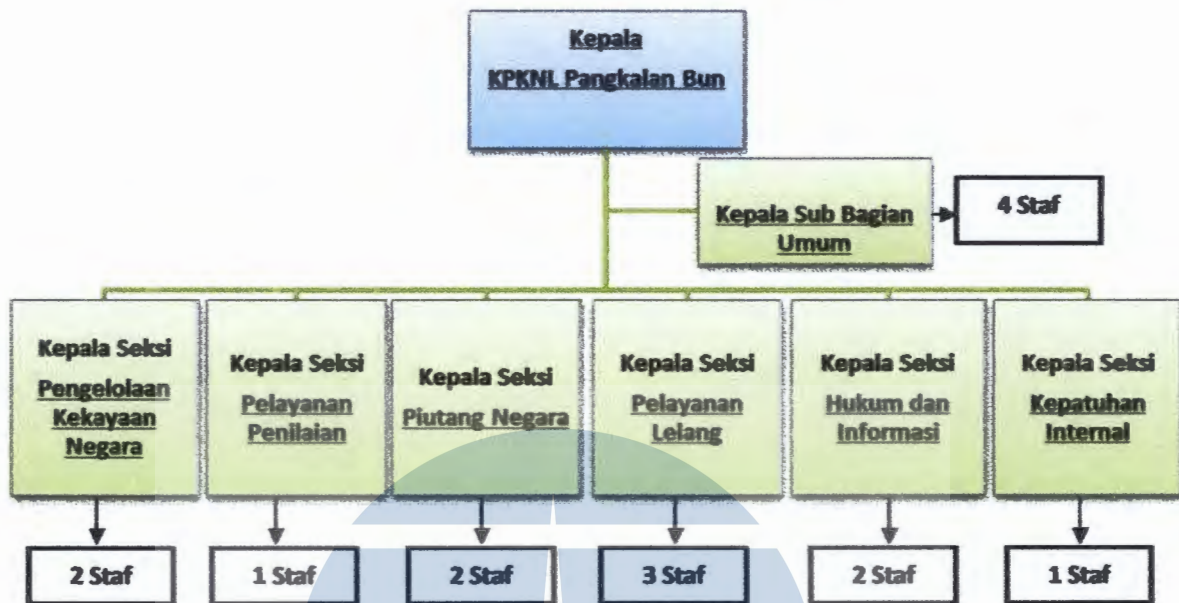 Kepala
KPKNL Pangkalan Bun
Kepala Sub Bagian
Umum
4 Staf
Kepala Seksi
Pengelolaan
Kekayaan
Negara
Kepala Seksi
Pelayanan
Penilaian
Kepala Seksi
Piutang Negara
Kepala Seksi
Pelayanan
Lelang
Kepala Seksi
Hukum dan
Informasi
Kepala Seksi
Kepatuhan
Internal
2 Staf
1 Staf
2 Staf
3 Staf
2 Staf
1 Staf